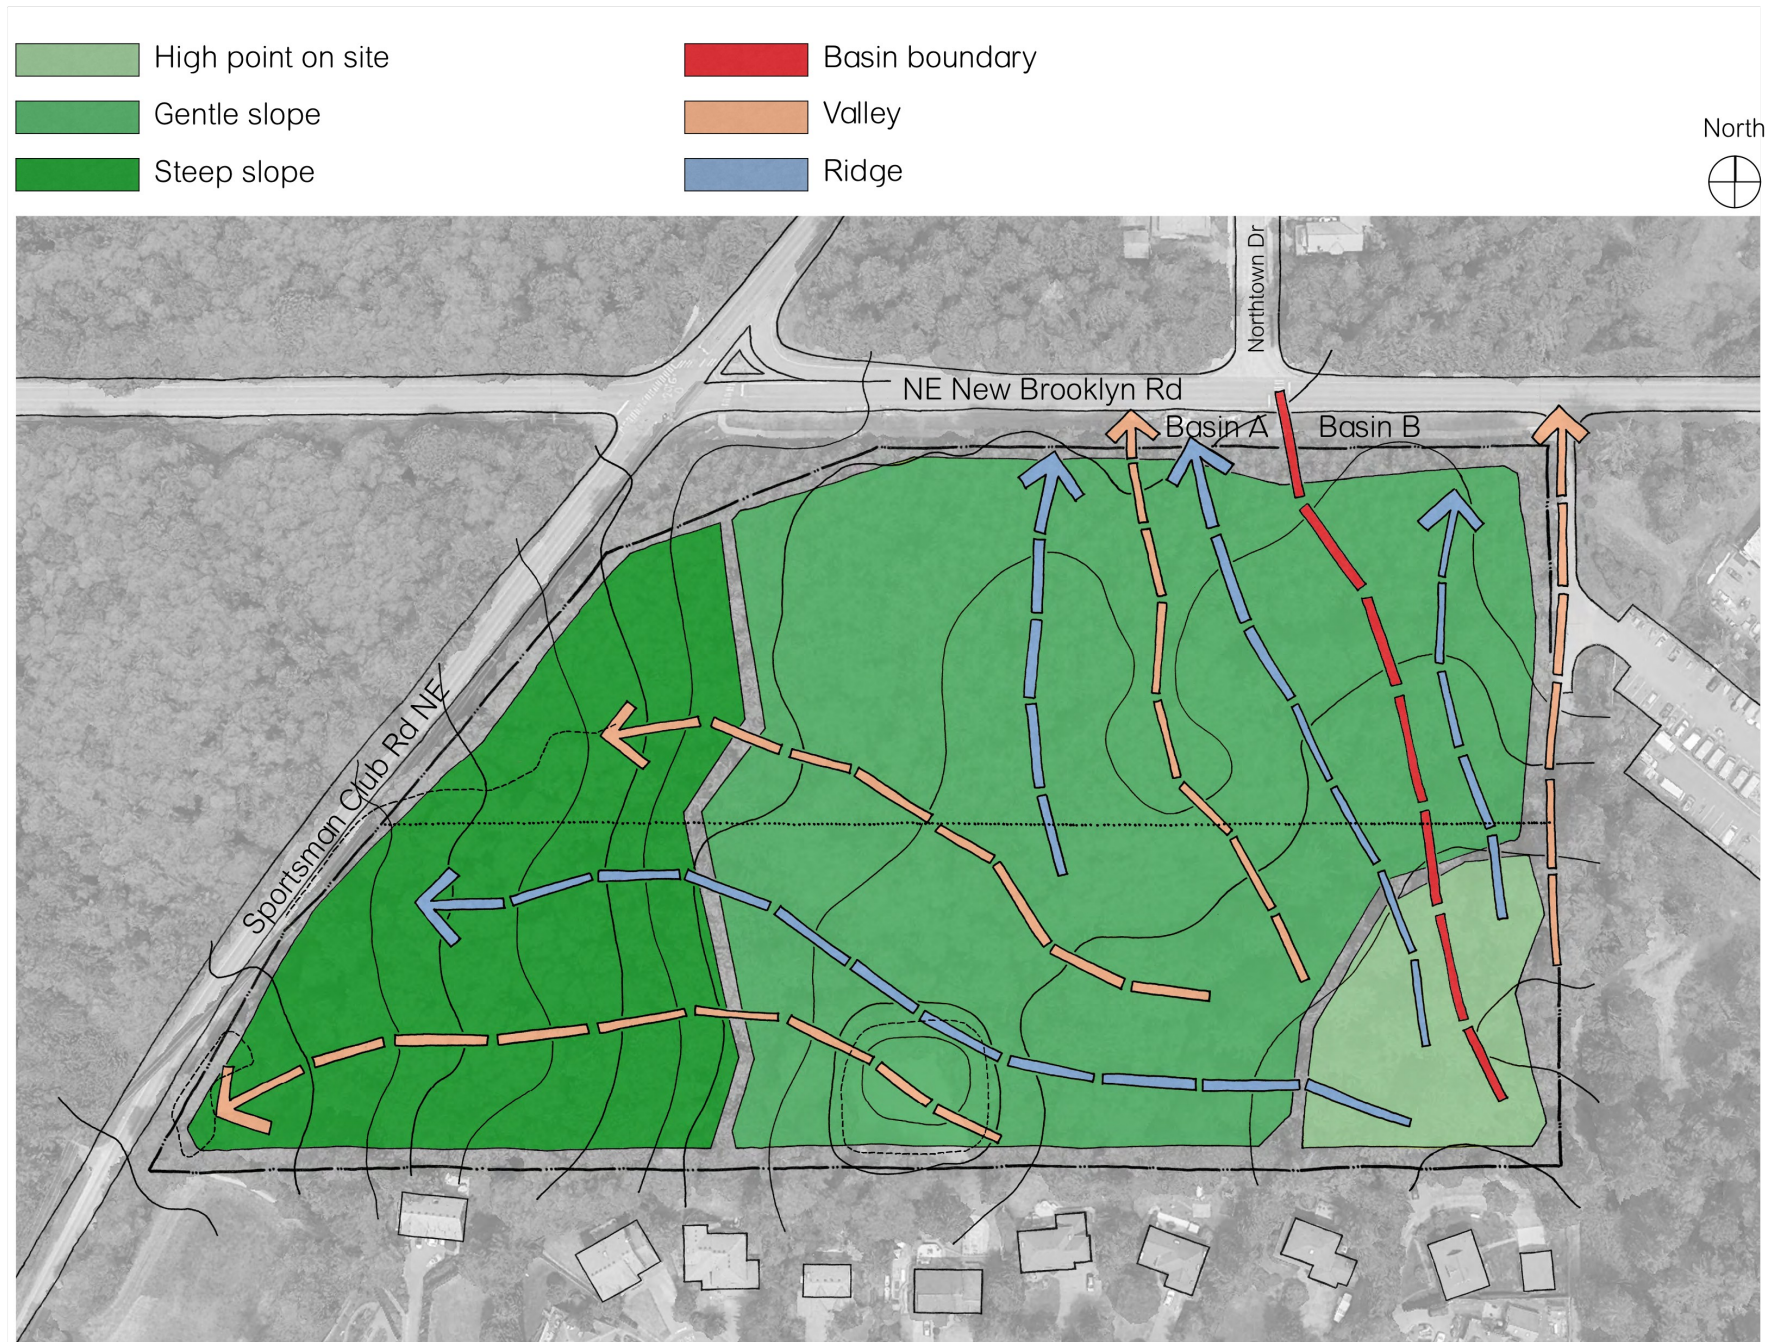 High point on site
Gentle slope
Steep slope
Basin boundary
Valley
Ridge
North
Northtown Dr
NE New Brooklyn Rd
Basin A
Basin B
Sportsman Club Rd NE